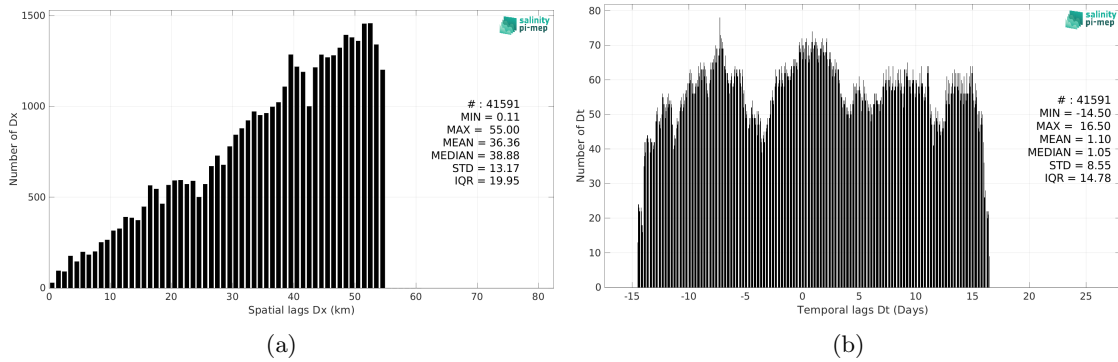 1500
1000
500
0
0
10
20
30
40
50
60
70
80
Number of Dx
Spatial lags Dx (km)
salinity
pi-mep
# : 41591
MIN = 0.11
MAX = 55.00
MEAN = 36.36
MEDIAN = 38.88
STD = 13.17
IQR = 19.95
(a)
80
70
60
50
40
30
20
10
0
-15
-10
-5
0
5
10
15
20
25
Number of Dt
Temporal lags Dt (Days)
salinity
pi-mep
# : 41591
MIN = -14.50
MAX = 16.50
MEAN = 1.10
MEDIAN = 1.05
STD = 8.55
IQR = 14.78
(b)